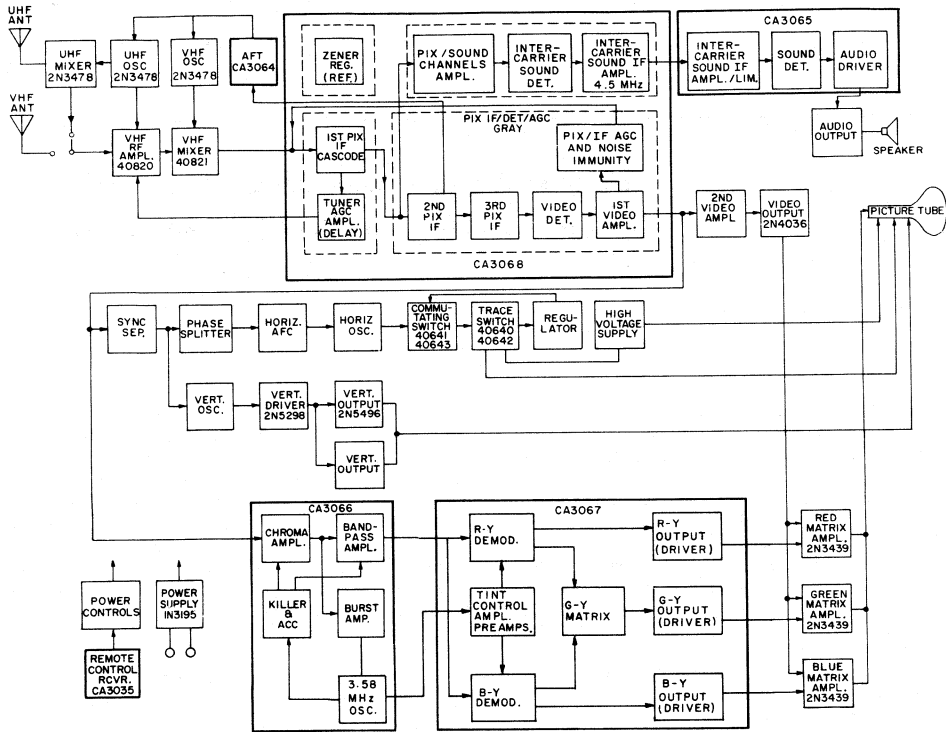 UHF
ANT
UHF
MIXER
2N3478
UHF
OSC
2N3478
VHF
OSC
2N3478
AFT
CA3064
VHF
ANT
VHF
RF
AMPL.
40820
VHF
MIXER
40821
ZENER
REG.
(REF.)
PIX/SOUND
CHANNELS
AMPL.
INTER-
CARRIER
SOUND
DET.
INTER-
CARRIER
SOUND IF
AMPL.
4.5 MHz
CA3065
INTER-
CARRIER
SOUND IF
AMPL./LIM.
SOUND
DET.
AUDIO
DRIVER
AUDIO
OUTPUT
SPEAKER
1ST PIX
IF
CASCODE
TUNER
AGC
AMPL.
(DELAY)
PIX IF/DET/AGC
GRAY
PIX/IF AGC
AND NOISE
IMMUNITY
2ND
PIX
IF
3RD
PIX
IF
VIDEO
DET.
1ST
VIDEO
AMPL.
CA3068
2ND
VIDEO
AMPL
VIDEO
OUTPUT
2N4036
PICTURE TUBE
SYNC
SEP.
PHASE
SPLITTER
HORIZ.
AFC
HORIZ
OSC.
COMMU-
TATING
SWITCH
40641
40643
TRACE
SWITCH
40640
40642
REGU-
LATOR
HIGH
VOLTAGE
SUPPLY
VERT.
OSC.
VERT.
DRIVER
2N5298
VERT.
OUTPUT
2N5496
VERT.
OUTPUT
CA3066
CHROMA
AMPL.
BAND-
PASS
AMPL.
KILLER
&
ACC
BURST
AMP.
3.58
MHz
OSC.
CA3067
R-Y
DEMOD.
TINT
CONTROL
AMPL.
PREAMPS.
B-Y
DEMOD.
G-Y
MATRIX
R-Y
OUTPUT
(DRIVER)
G-Y
OUTPUT
(DRIVER)
B-Y
OUTPUT
(DRIVER)
RED
MATRIX
AMPL.
2N3439
GREEN
MATRIX
AMPL.
2N3439
BLUE
MATRIX
AMPL.
2N3439
POWER
CONTROLS
POWER
SUPPLY
IN3195
REMOTE
CONTROL
RCVR.
CA3035